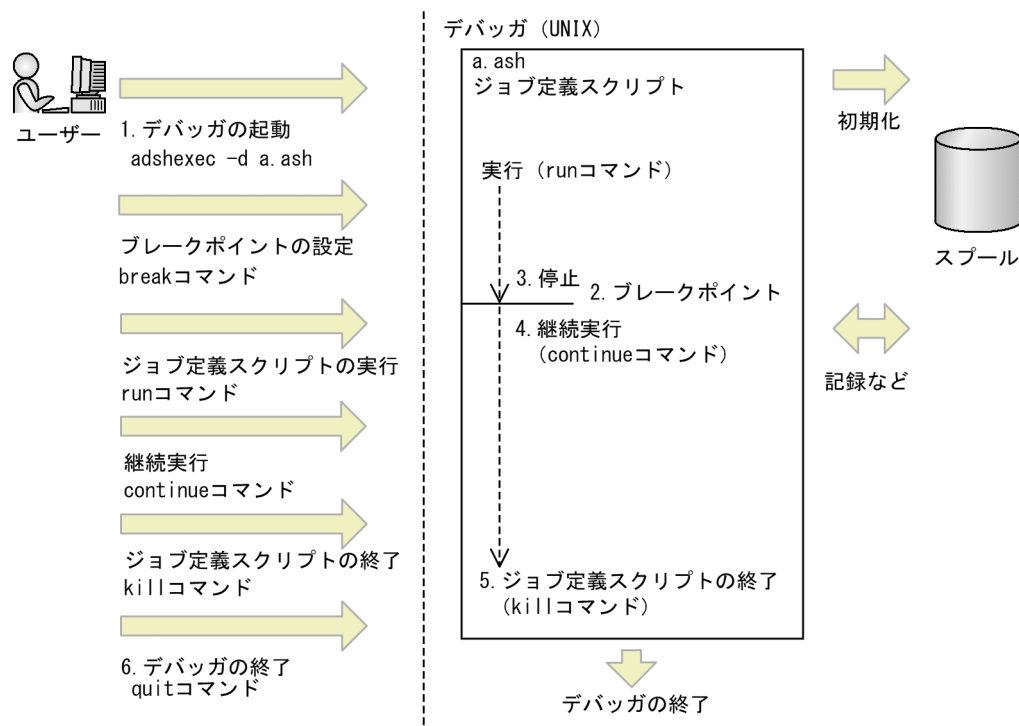 デバッガ（UNIX）
ユーザー
1.デバッガの起動
adshexec -d a.ash
ブレークポイントの設定
breakコマンド
ジョブ定義スクリプトの実行
runコマンド
継続実行
continueコマンド
ジョブ定義スクリプトの終了
killコマンド
6.デバッガの終了
quitコマンド
a.ash
ジョブ定義スクリプト
実行（runコマンド）
3.停止
2.ブレークポイント
4.継続実行
（continueコマンド）
5.ジョブ定義スクリプトの終了
（killコマンド）
デバッガの終了
初期化
スプール
記録など